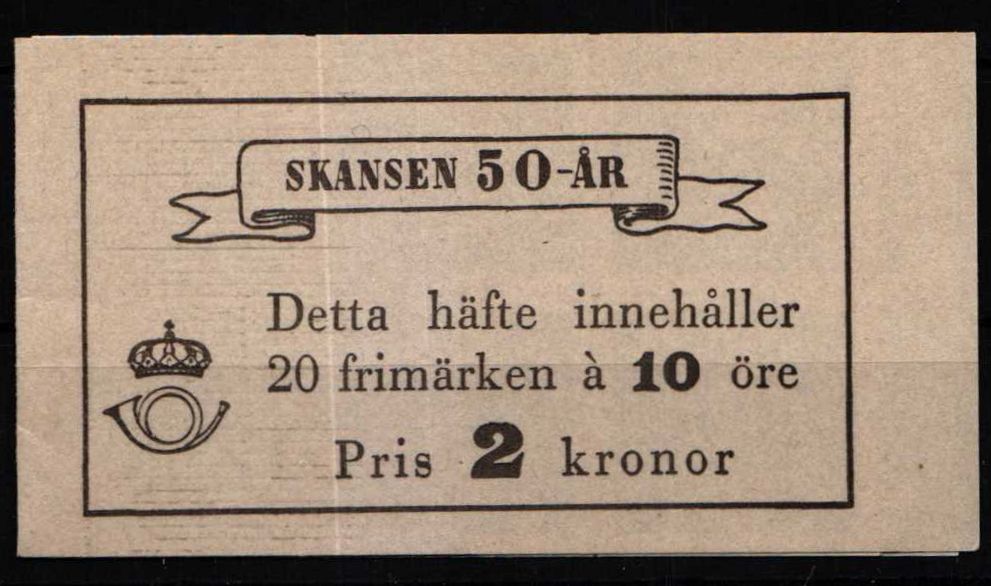 SKANSEN 50-ÅR
Detta häfte innehåller
20 frimärken à 10 öre
Pris 2 kronor